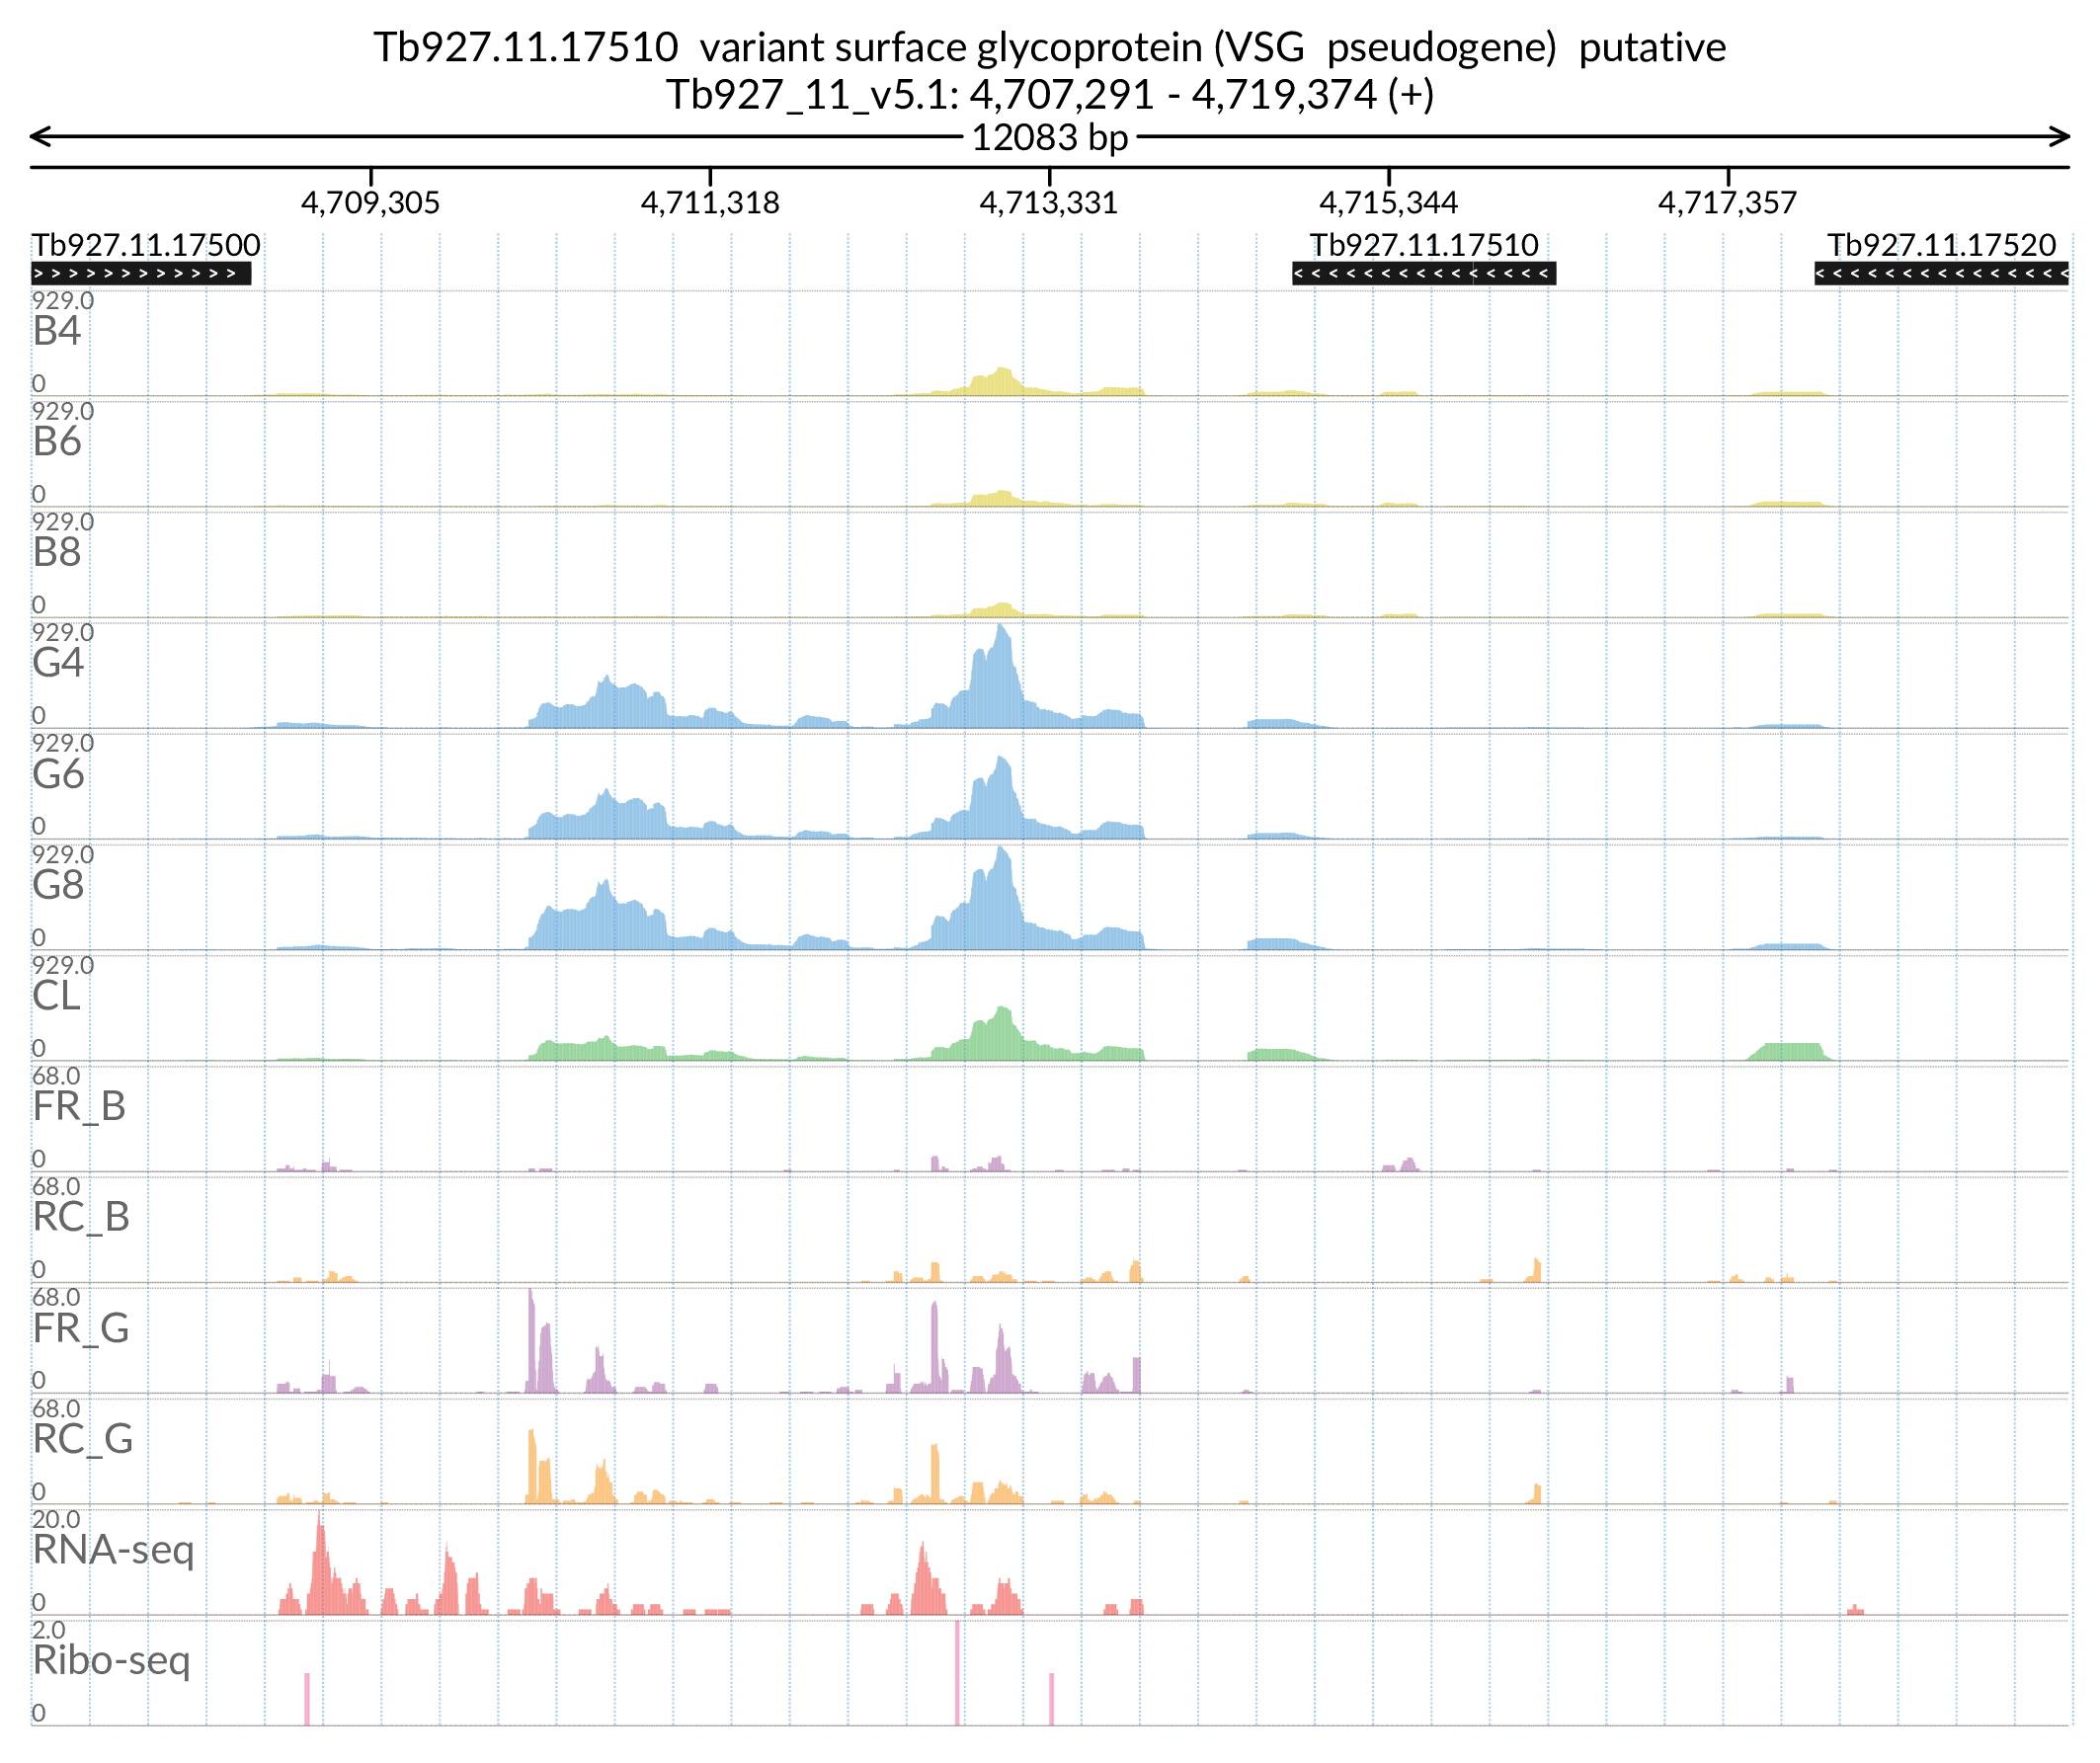 Tb927.11.17510 variant surface glycoprotein (VSG pseudogene) putative
Tb927_11_v5.1: 4,707,291 - 4,719,374 (+)
12083 bp
4,709,305 4,711,318 4,713,331 4,715,344 4,717,357
Tb927.11.17500 Tb927.11.17510 Tb927.11.17520
929.0
B4
0
929.0
B6
0
929.0
B8
0
929.0
G4
0
929.0
G6
0
929.0
G8
0
929.0
CL
0
68.0
FR_B
0
68.0
RC_B
0
68.0
FR_G
0
68.0
RC_G
0
20.0
RNA-seq
0
2.0
Ribo-seq
0